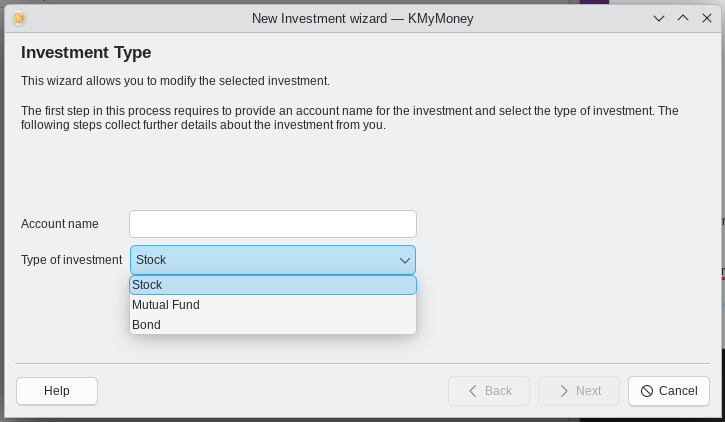 New Investment wizard — KMyMoney
Investment Type
This wizard allows you to modify the selected investment.
The first step in this process requires to provide an account name for the investment and select the type of investment. The
following steps collect further details about the investment from you.
Account name
Type of investment Stock
Stock
Mutual Fund
Bond
Help Back Next Cancel